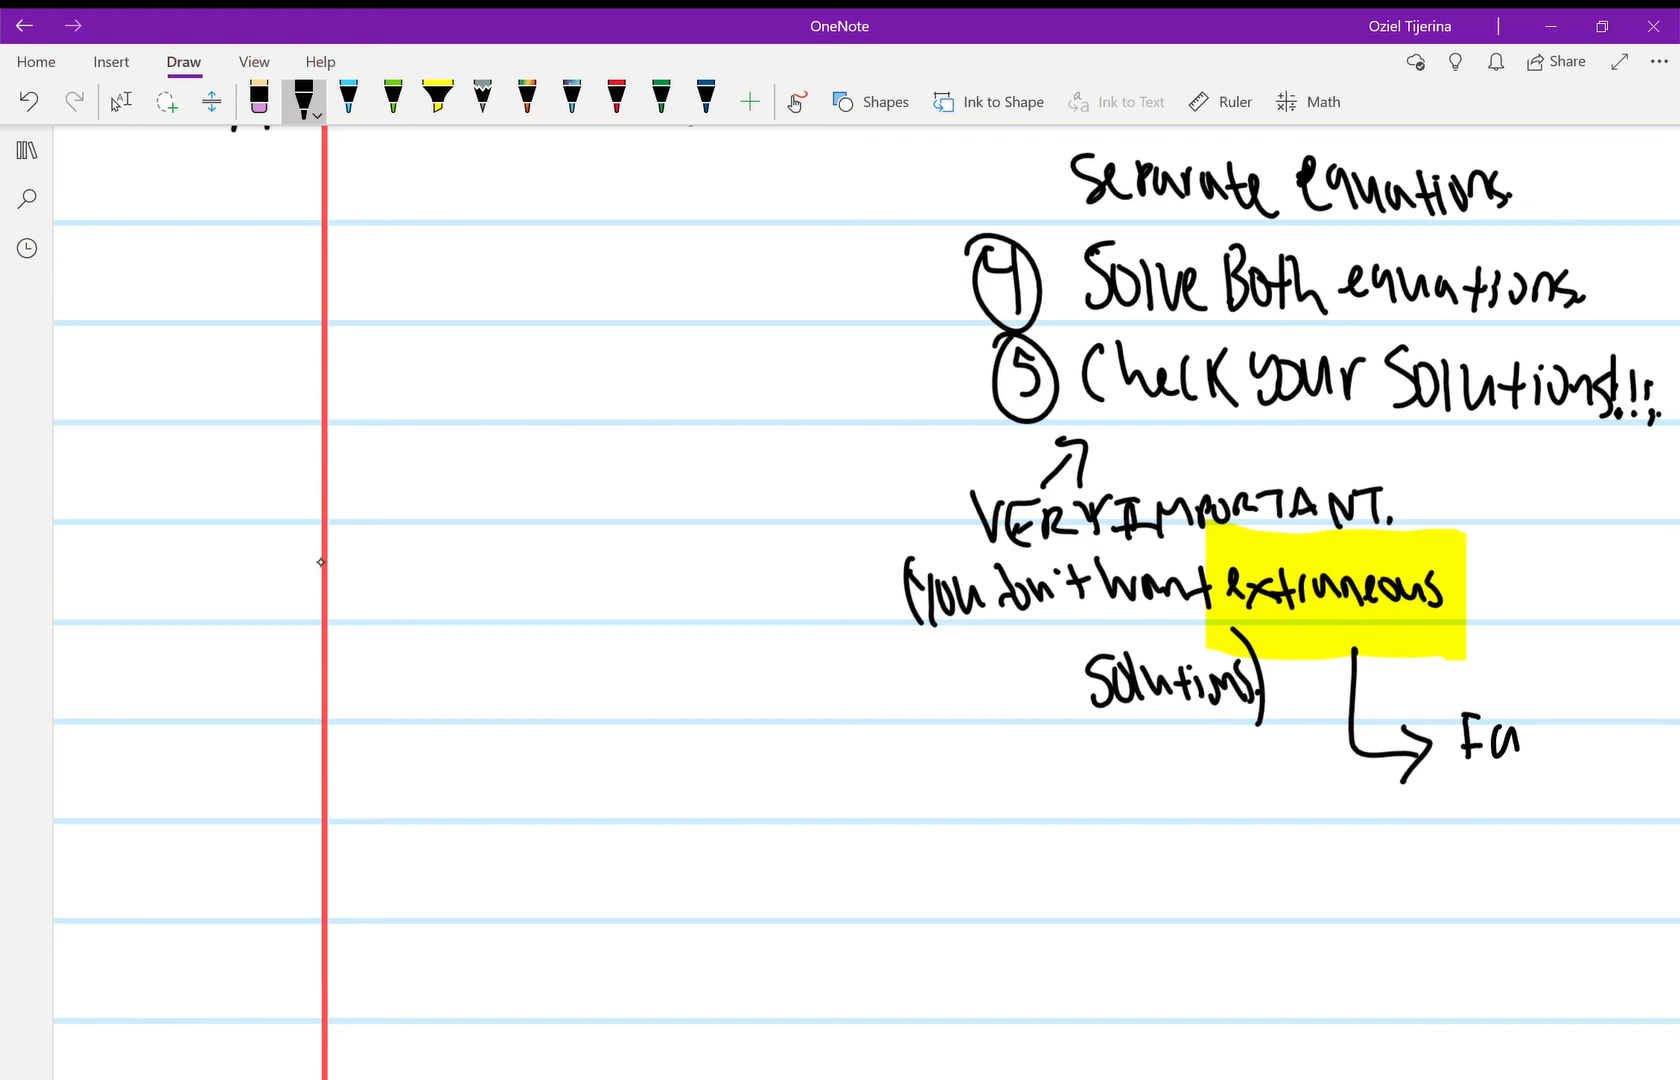 OneNote
Oziel Tijerina
Home Insert Draw View Help
Share
Shapes Ink to Shape Ink to Text Ruler Math
Separate equations.
4 Solve Both equations.
5 Check your Solutions!!!
VERY IMPORTANT.
(you don't want extraneous
solutions.)
Fa